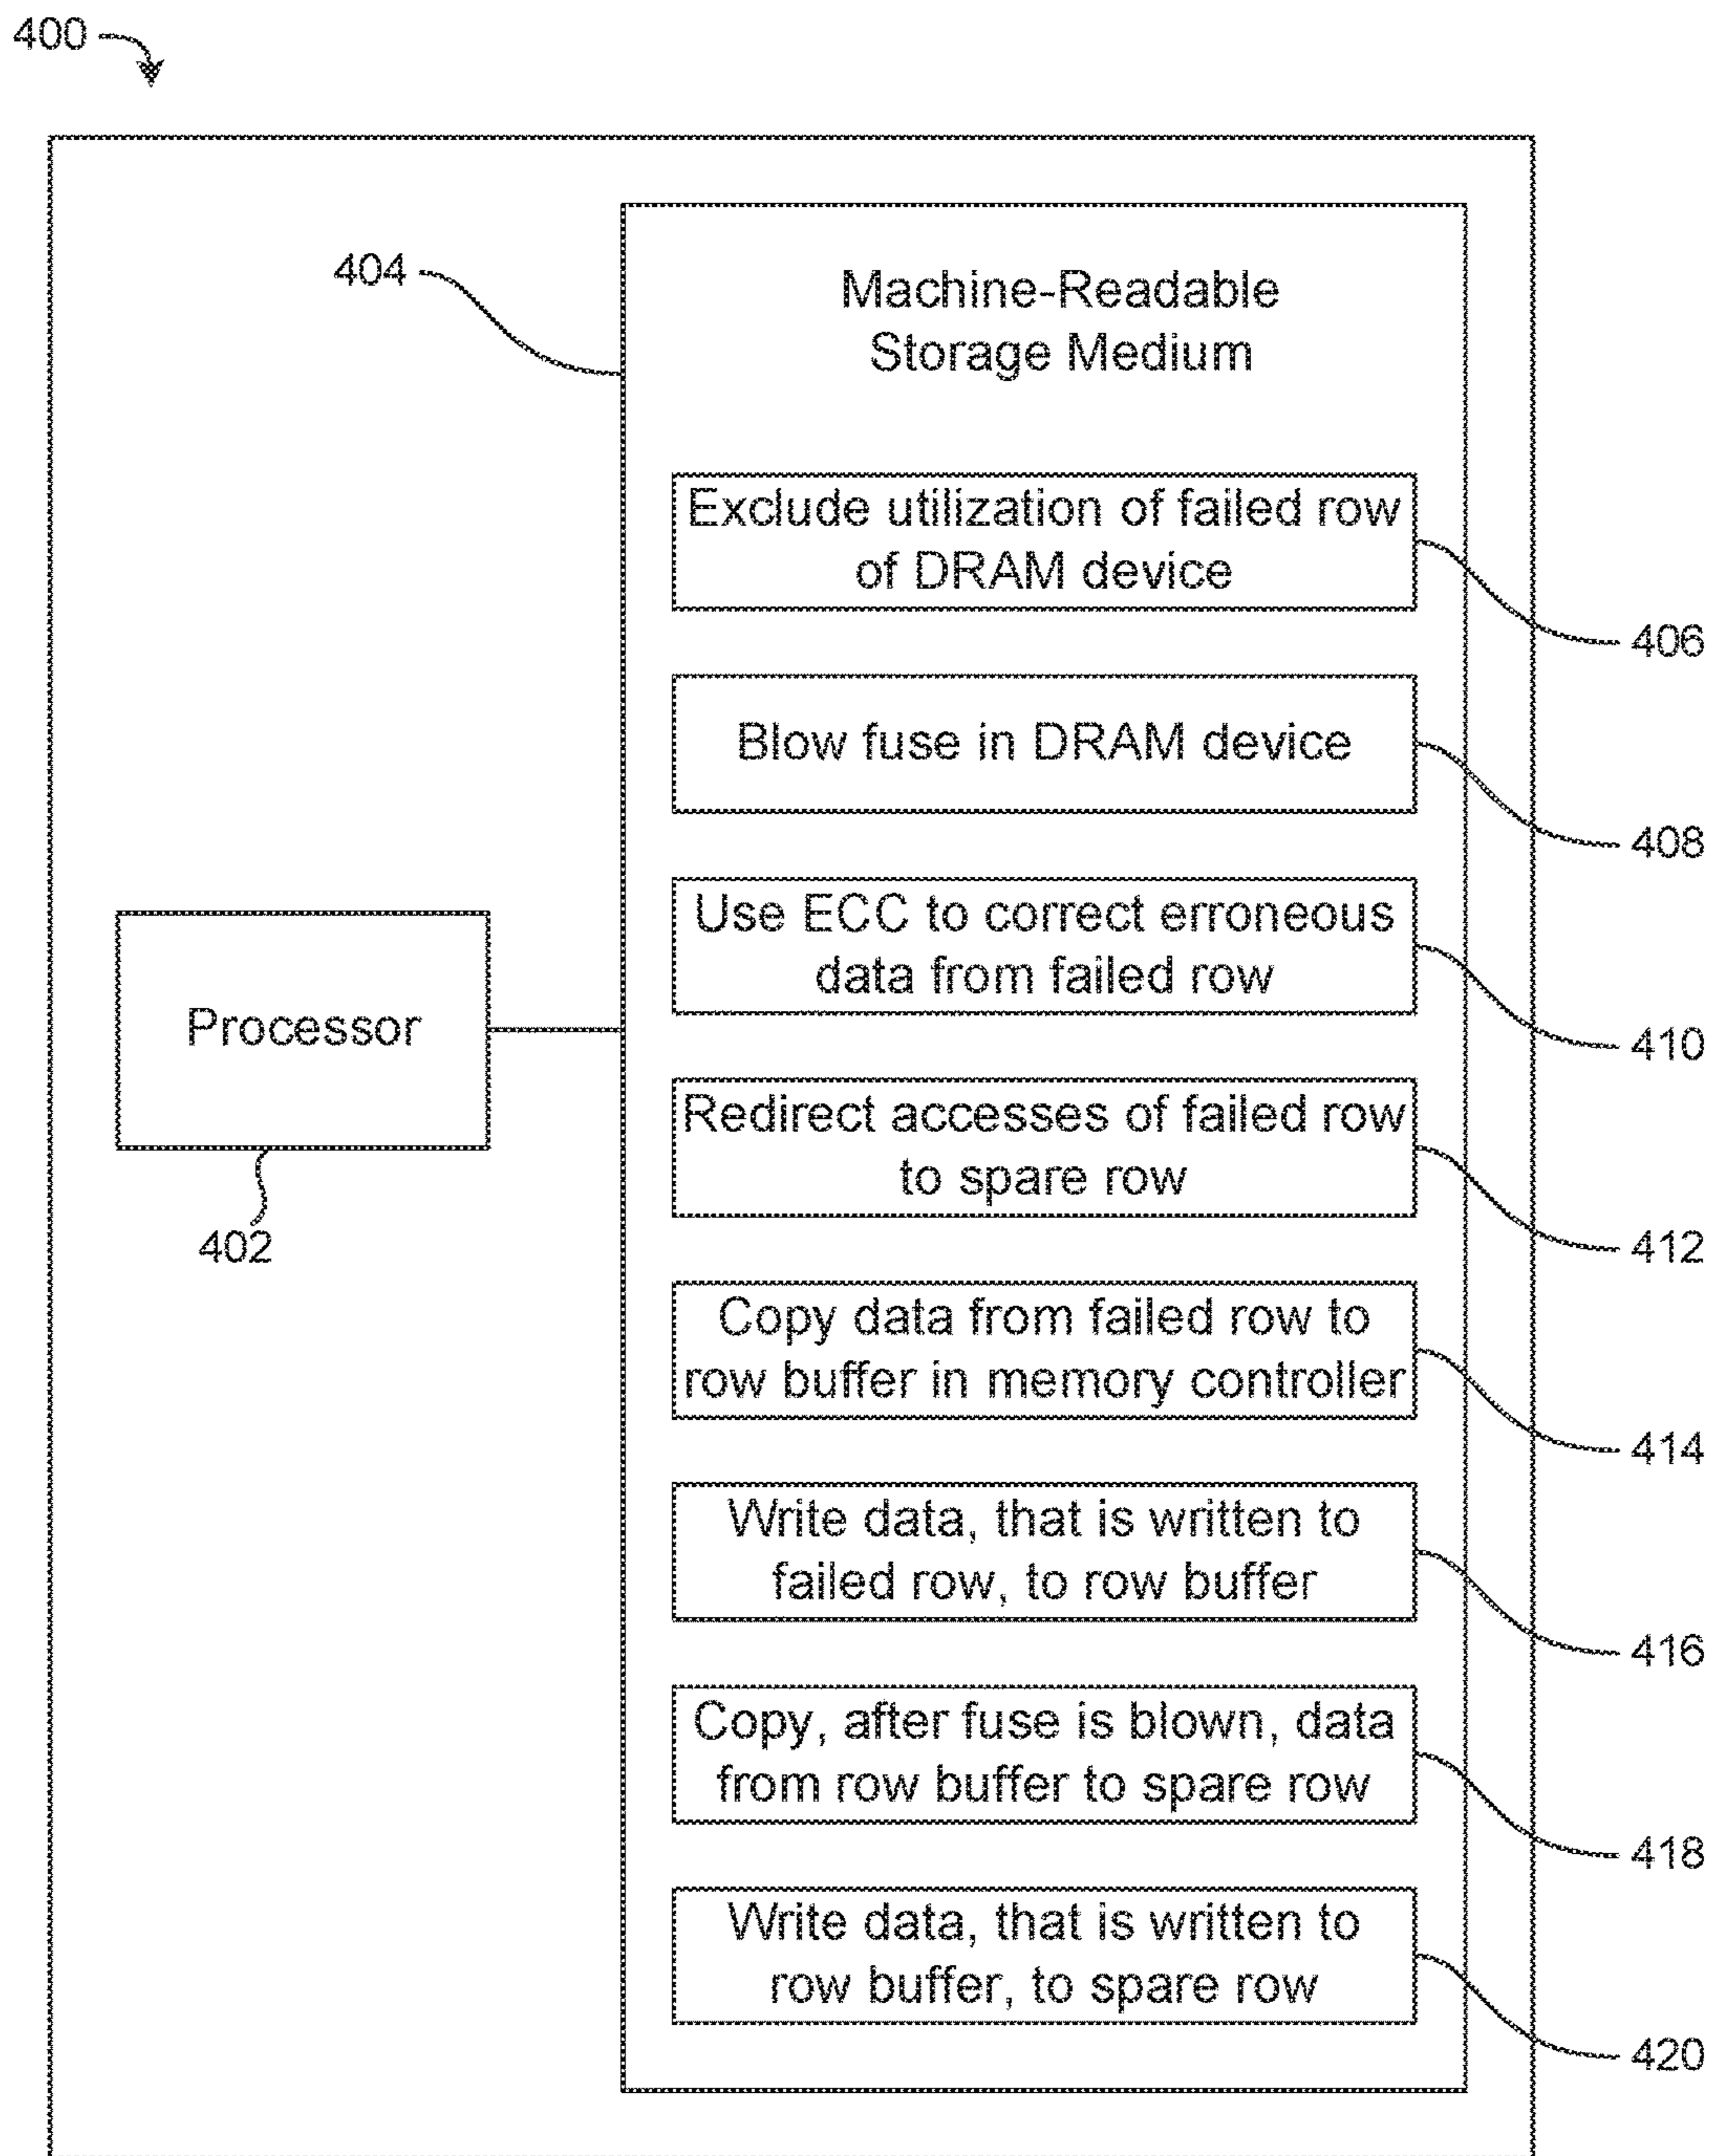 400
404
Machine-Readable
Storage Medium
Exclude utilization of failed row
of DRAM device
406
Blow fuse in DRAM device
408
Use ECC to correct erroneous
data from failed row
410
Processor
402
Redirect accesses of failed row
to spare row
412
Copy data from failed row to
row buffer in memory controller
414
Write data, that is written to
failed row, to row buffer
416
Copy, after fuse is blown, data
from row buffer to spare row
418
Write data, that is written to
row buffer, to spare row
420